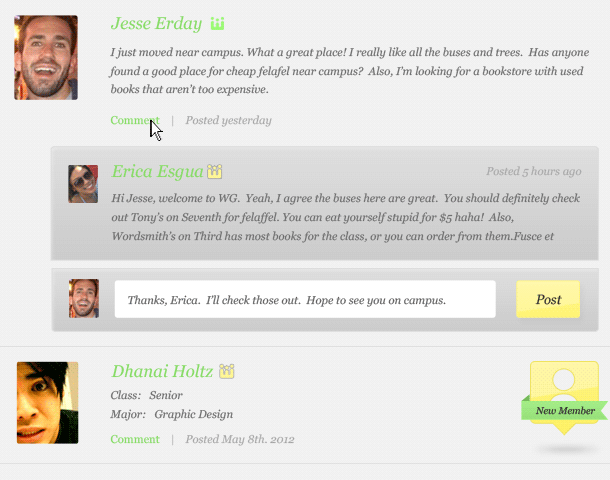 Jesse Erday
I just moved near campus. What a great place! I really like all the buses and trees. Has anyone
found a good place for cheap felafel near campus? Also, I'm looking for a bookstore with used
books that aren't too expensive.
Comment | Posted yesterday
Erica Esgua
Posted 5 hours ago
Hi Jesse, welcome to WG. Yeah, I agree the buses here are great. You should definitely check
out Tony's on Seventh for felaffel. You can eat yourself stupid for $5 haha! Also,
Wordsmith's on Third has most books for the class, or you can order from them.Fusce et
Thanks, Erica. I'll check those out. Hope to see you on campus.
Post
Dhanai Holtz
Class: Senior
Major: Graphic Design
New Member
Comment | Posted May 8th. 2012